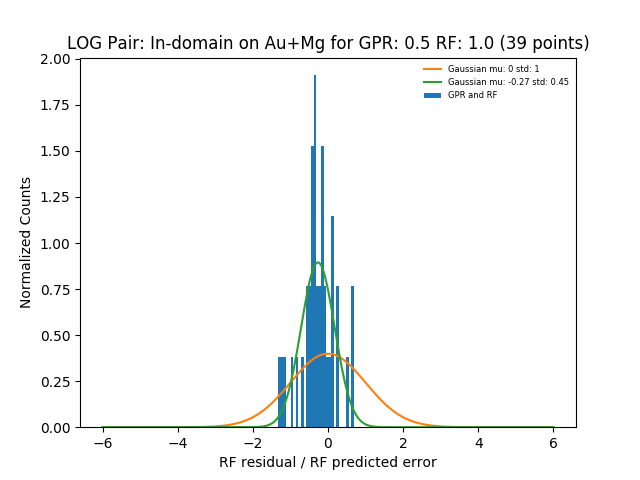 LOG Pair: In-domain on Au+Mg for GPR: 0.5 RF: 1.0 (39 points)
Gaussian mu: 0 std: 1
Gaussian mu: -0.27 std: 0.45
GPR and RF
Normalized Counts
2.00
1.75
1.50
1.25
1.00
0.75
0.50
0.25
0.00
−6 −4 −2 0 2 4 6
RF residual / RF predicted error